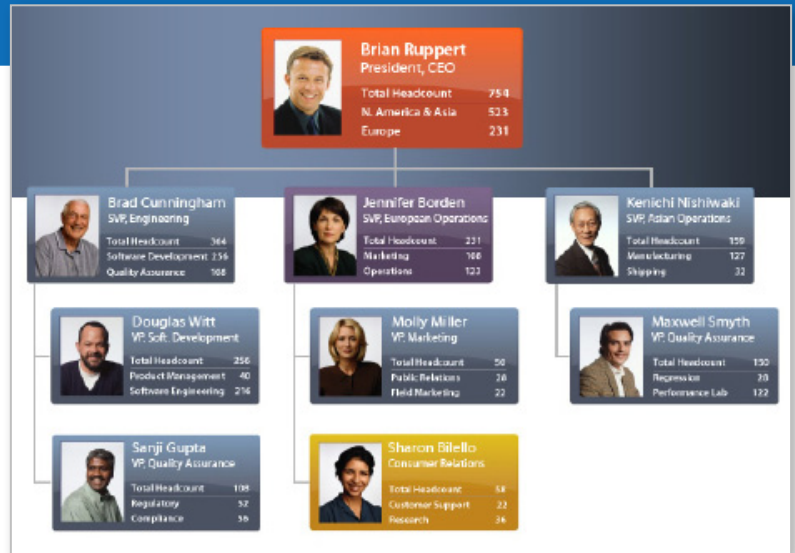 Brian Ruppert
President, CEO
Total Headcount 754
N. America & Asia 523
Europe 231
Brad Cunningham
SVP, Engineering
Total Headcount 364
Software Development 256
Quality Assurance 108
Jennifer Borden
SVP, European Operations
Total Headcount 231
Marketing 108
Operations 123
Kenichi Nishiwaki
SVP, Asian Operations
Total Headcount 159
Manufacturing 127
Shipping 32
Douglas Witt
VP, Soft. Development
Total Headcount 256
Product Management 40
Software Engineering 216
Molly Miller
VP, Marketing
Total Headcount 50
Public Relations 28
Field Marketing 22
Maxwell Smyth
VP, Quality Assurance
Total Headcount 150
Regression 28
Performance Lab 122
Sanji Gupta
VP, Quality Assurance
Total Headcount 108
Regulatory 52
Compliance 56
Sharon Bilello
Consumer Relations
Total Headcount 58
Customer Support 22
Research 36